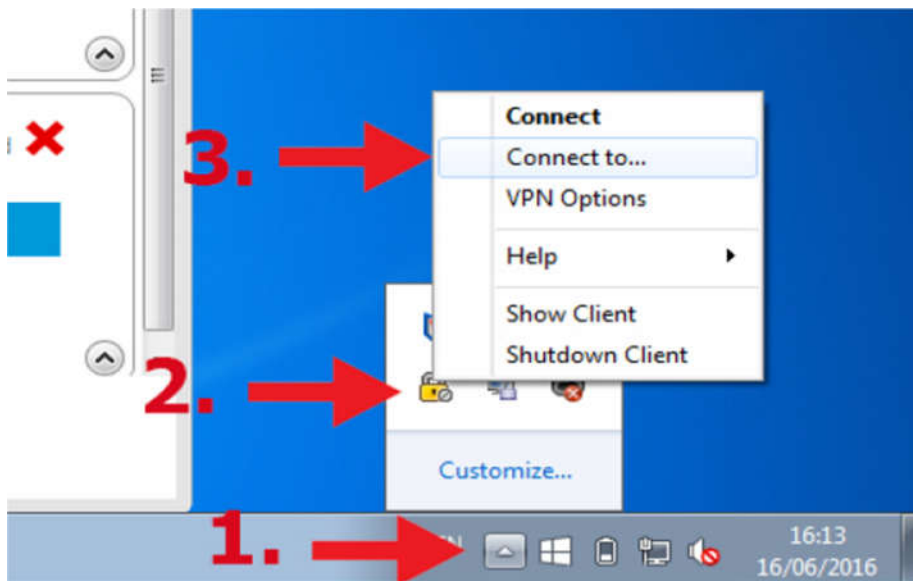 3.
Connect
Connect to...
VPN Options
Help
Show Client
Shutdown Client
2.
Customize...
1.
16:13
16/06/2016